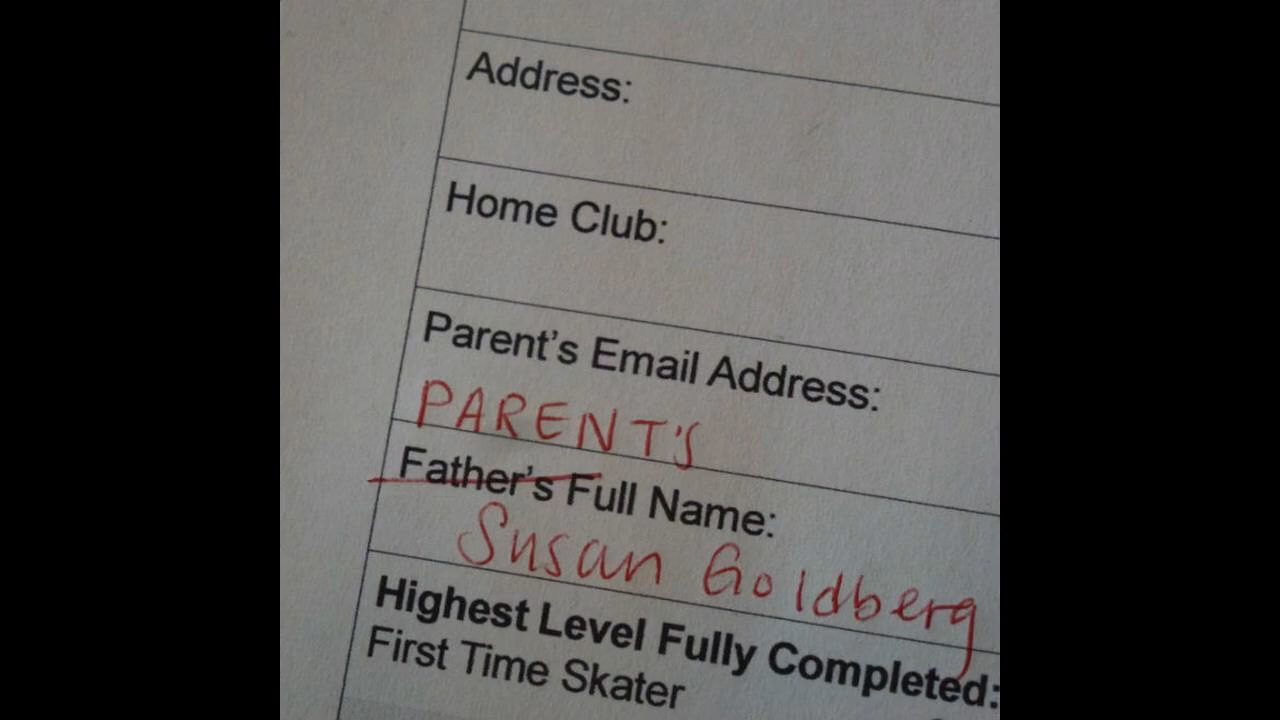 Address:
Home Club:
Parent's Email Address:
PARENT'S
Father's Full Name:
Susan Goldberg
Highest Level Fully Completed:
First Time Skater